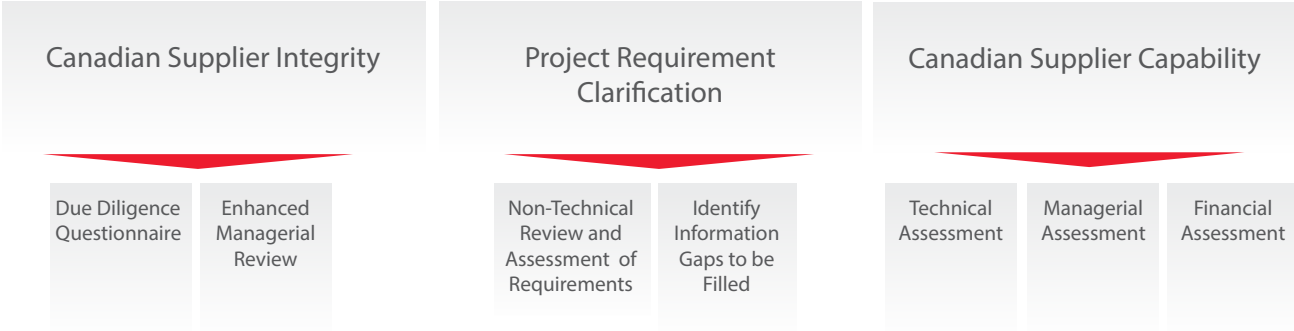 Canadian Supplier Integrity
Due Diligence
Questionnaire
Enhanced
Managerial
Review
Project Requirement
Clarification
Non-Technical
Review and
Assessment of
Requirements
Identify
Information
Gaps to be
Filled
Canadian Supplier Capability
Technical
Assessment
Managerial
Assessment
Financial
Assessment